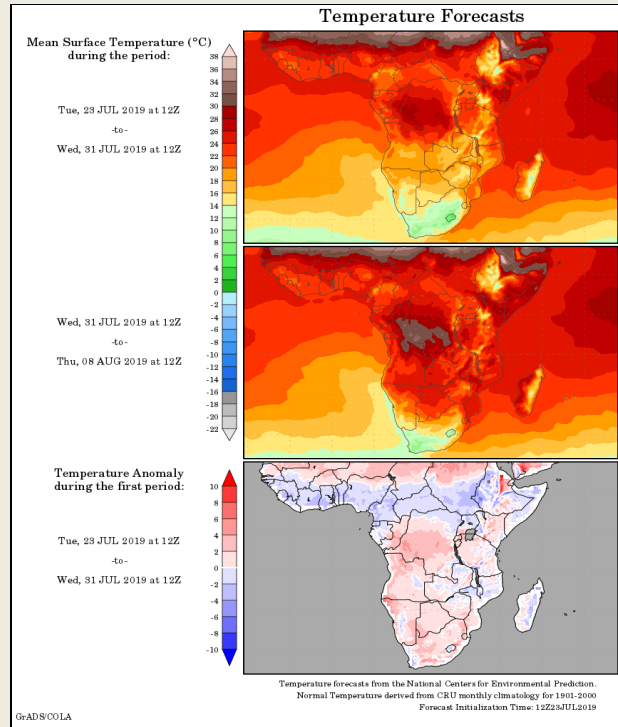 Temperature Forecasts
Mean Surface Temperature (°C)
during the period:
Tue, 23 JUL 2019 at 12Z
-to-
Wed, 31 JUL 2019 at 12Z
38
36
34
32
30
28
26
24
22
20
18
16
14
12
10
8
6
4
2
0
-2
-4
-6
-8
-10
-12
-14
-16
-18
-20
-22
Wed, 31 JUL 2019 at 12Z
-to-
Thu, 08 AUG 2019 at 12Z
Temperature Anomaly
during the first period:
Tue, 23 JUL 2019 at 12Z
-to-
Wed, 31 JUL 2019 at 12Z
10
8
6
4
2
0
-2
-4
-6
-8
-10
Temperature forecasts from the National Centers for Environmental Prediction.
Normal Temperature derived from CRU monthly climatology for 1901-2000
Forecast Initialization Time: 12Z23JUL2019
GrADS/COLA